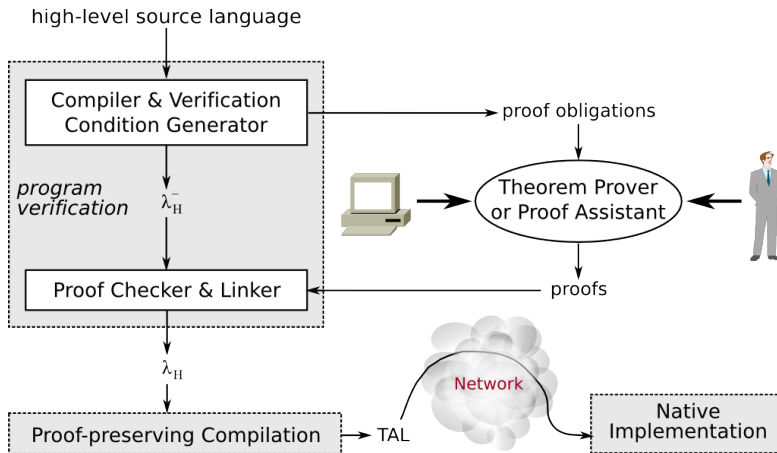 high-level source language
Compiler & Verification
Condition Generator
proof obligations
program
verification
λH−
Theorem Prover
or Proof Assistant
Proof Checker & Linker
proofs
λH
Network
Proof-preserving Compilation
TAL
Native
Implementation